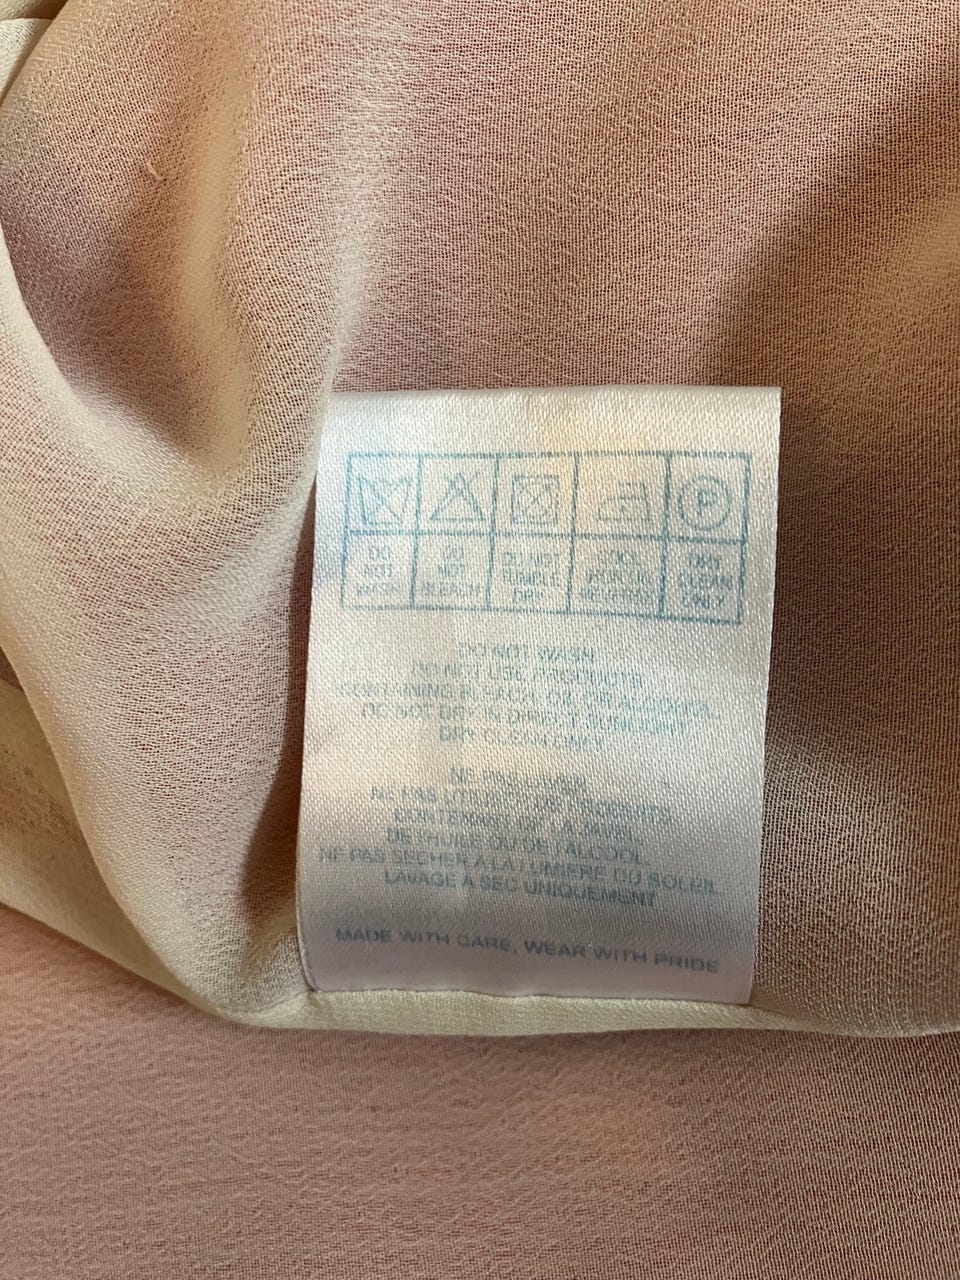 P
DO
NOT
WASH
DO
NOT
BLEACH
DO NOT
TUMBLE
DRY
IRON ON
DRY
CLEAN
ONLY
DO NOT WASH
DO NOT USE PRODUCTS
CONTAINING BLEACH, OIL OR ALCOHOL
DO NOT DRY IN DIRECT SUNLIGHT
DRY CLEAN ONLY
NE PAS LAVER
NE PAS UTILISER DE PRODUITS
CONTENANT DE LA JAVEL,
DE L'HUILE OU DE L'ALCOOL.
NE PAS SECHER A LA LUMIERE DU SOLEIL
LAVAGE A SEC UNIQUEMENT
MADE WITH CARE, WEAR WITH PRIDE